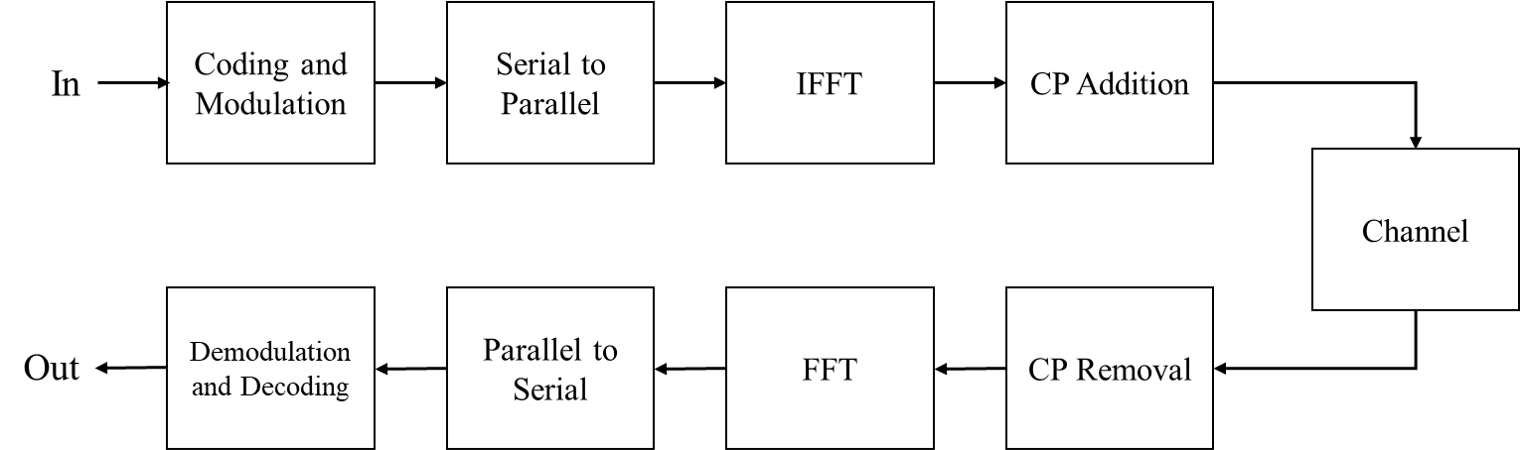 In
Coding and
Modulation
Serial to
Parallel
IFFT
CP Addition
Channel
Out
Demodulation
and Decoding
Parallel to
Serial
FFT
CP Removal